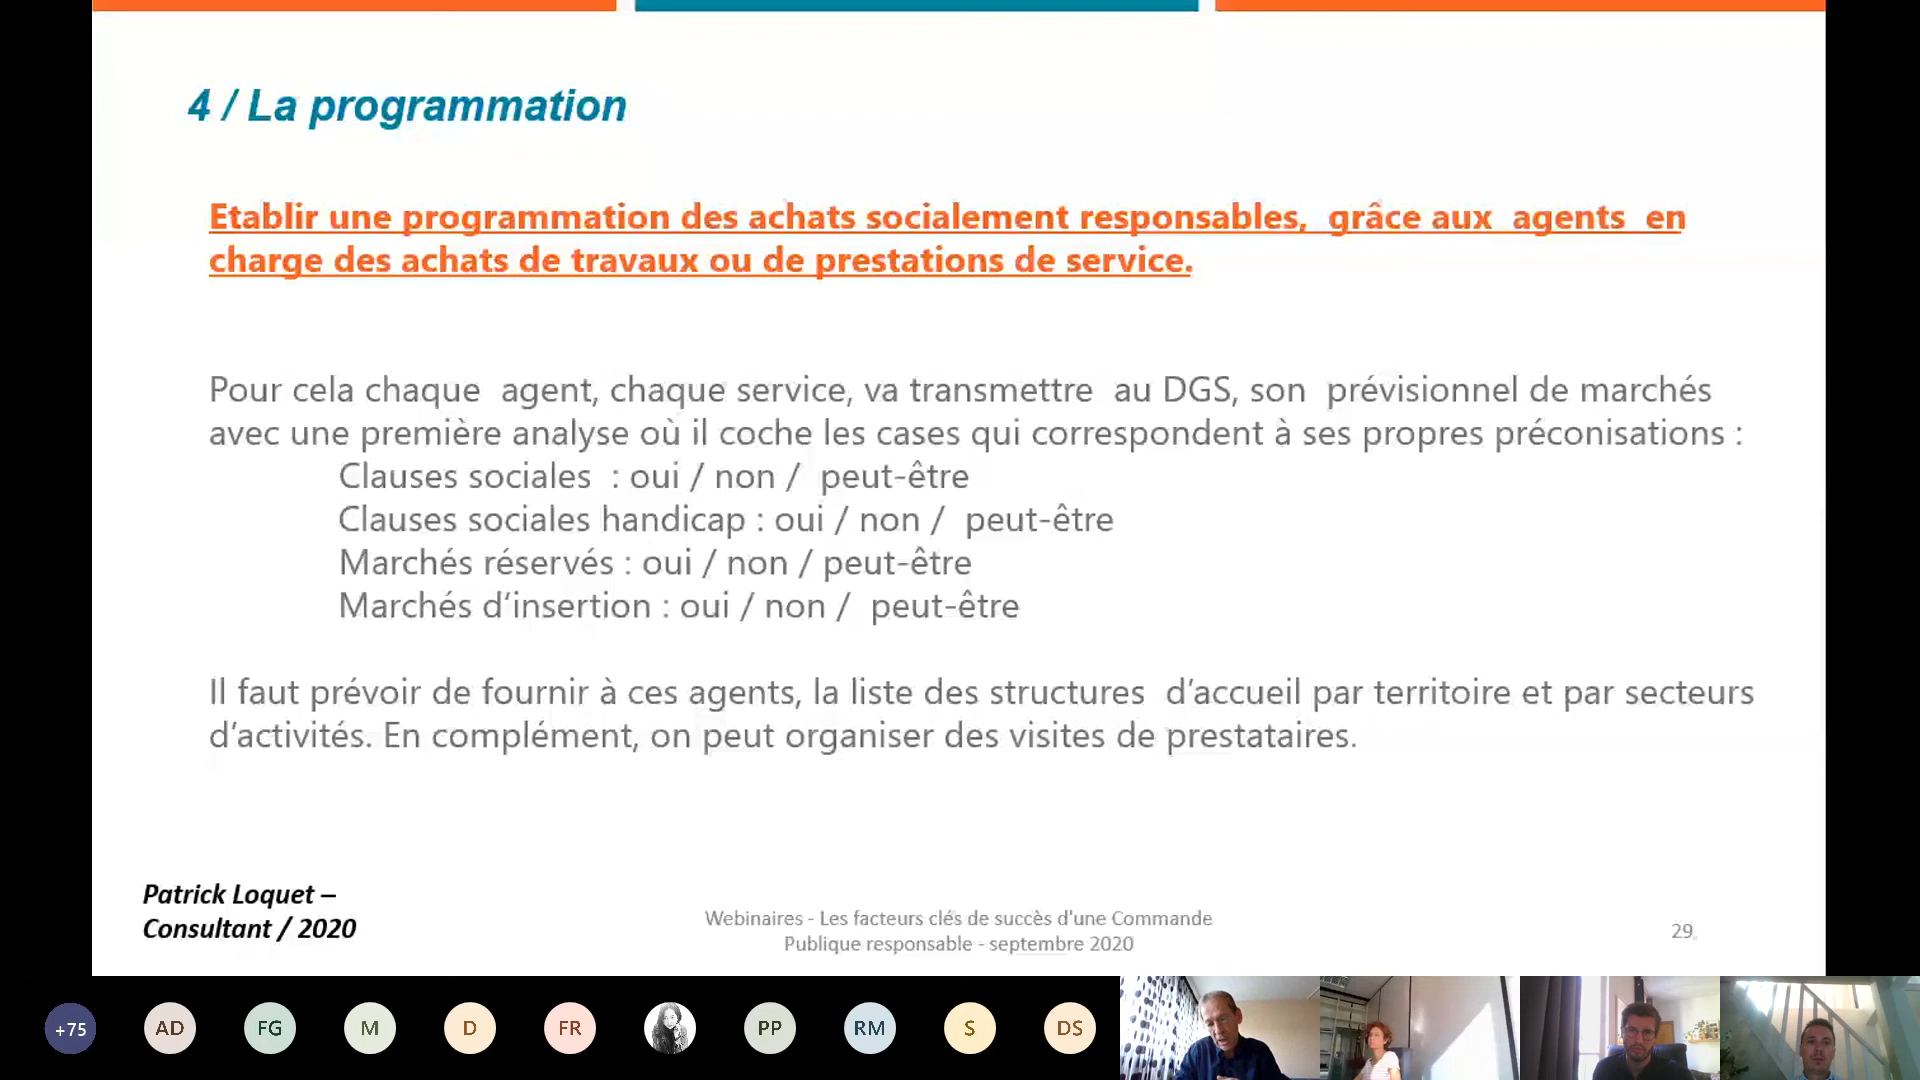 4 / La programmation
Etablir une programmation des achats socialement responsables, grâce aux agents en
charge des achats de travaux ou de prestations de service.
Pour cela chaque agent, chaque service, va transmettre au DGS, son prévisionnel de marchés
avec une première analyse où il coche les cases qui correspondent à ses propres préconisations :
Clauses sociales : oui / non / peut-être
Clauses sociales handicap : oui / non / peut-être
Marchés réservés : oui / non / peut-être
Marchés d’insertion : oui / non / peut-être
Il faut prévoir de fournir à ces agents, la liste des structures d’accueil par territoire et par secteurs
d’activités. En complément, on peut organiser des visites de prestataires.
Patrick Loquet –
Consultant / 2020
Webinaires - Les facteurs clés de succès d'une Commande
Publique responsable - septembre 2020
29
+75 AD FG M D FR PP RM S DS